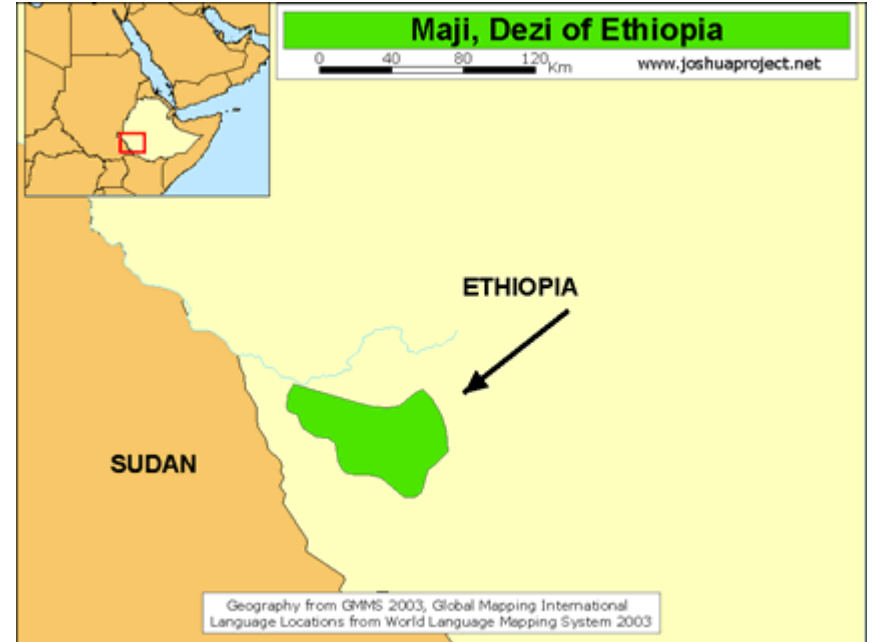 Maji, Dezi of Ethiopia
0 40 80 120 Km
www.joshuaproject.net
ETHIOPIA
SUDAN
Geography from GMMS 2003, Global Mapping International
Language Locations from World Language Mapping System 2003